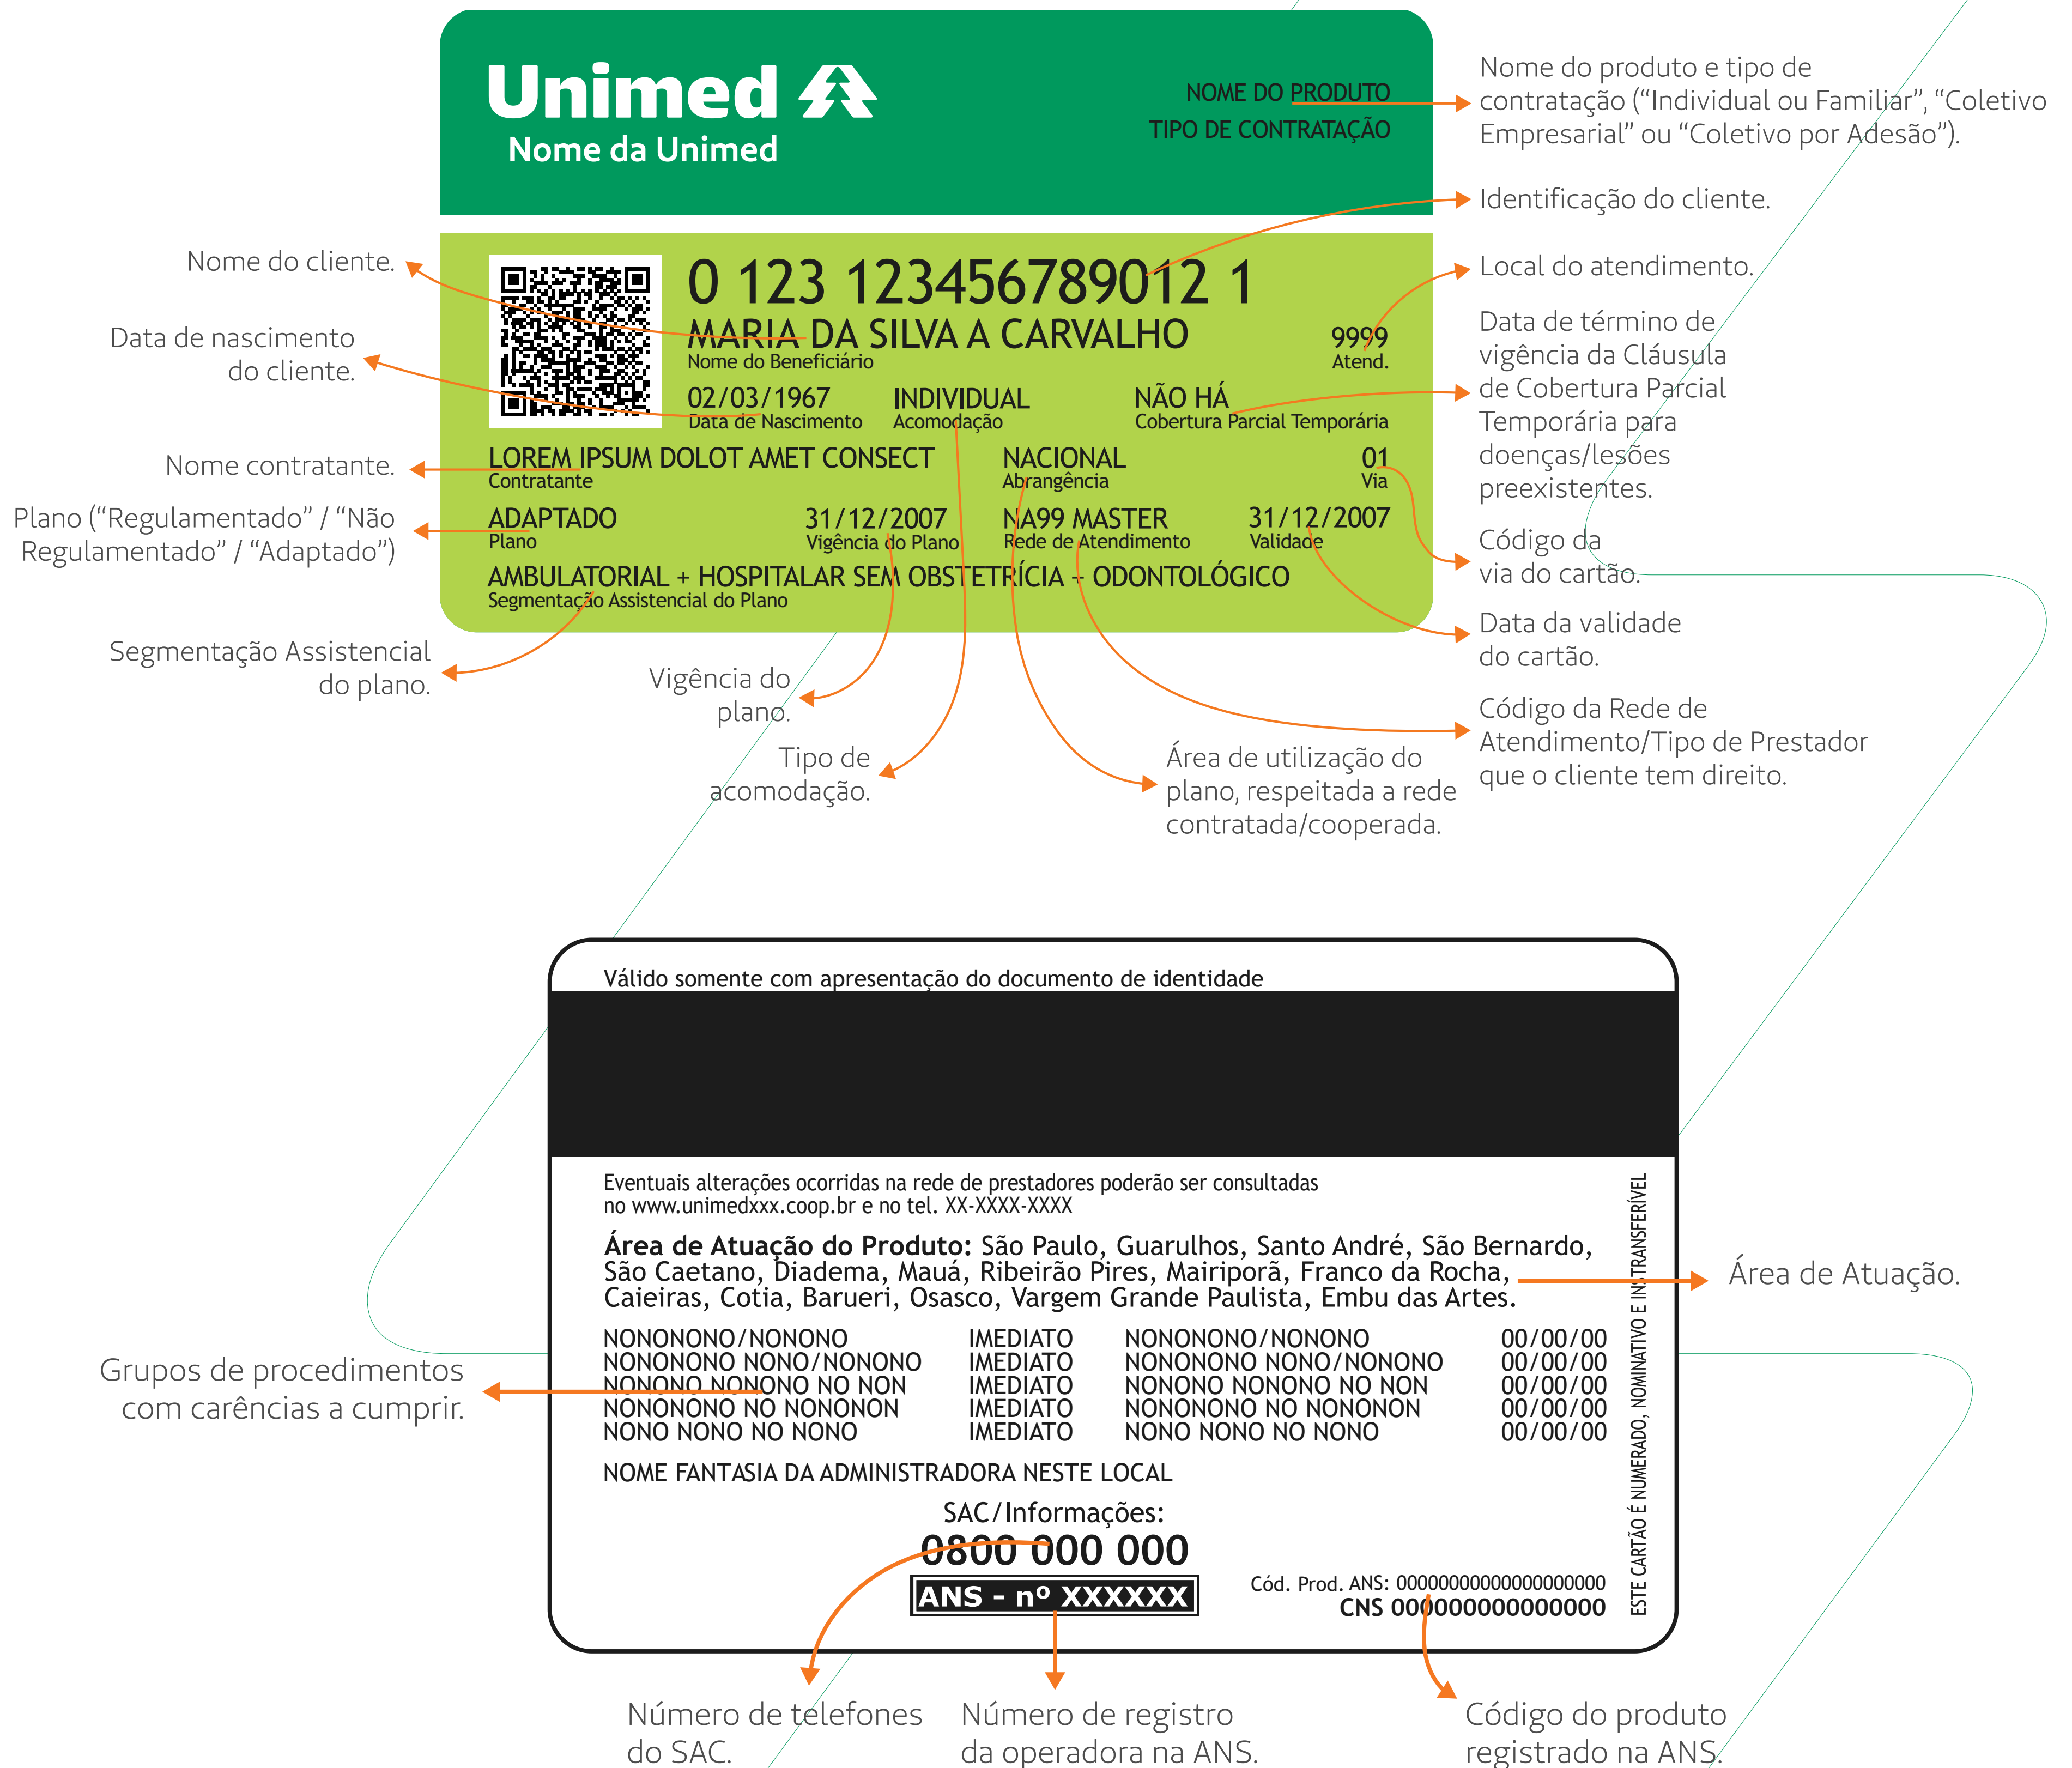 Unimed
Nome da Unimed
NOME DO PRODUTO
TIPO DE CONTRATAÇÃO
Nome do produto e tipo de
contratação (“Individual ou Familiar”, “Coletivo
Empresarial” ou “Coletivo por Adesão”).
Identificação do cliente.
Nome do cliente.
0 123 123456789012 1
Local do atendimento.
MARIA DA SILVA A CARVALHO
Nome do Beneficiário
9999
Atend.
Data de nascimento
do cliente.
Data de término de
vigência da Cláusula
de Cobertura Parcial
Temporária para
doenças/lesões
preexistentes.
02/03/1967
Data de Nascimento
INDIVIDUAL
Acomodação
NÃO HÁ
Cobertura Parcial Temporária
Nome contratante.
LOREM IPSUM DOLOT AMET CONSECT
Contratante
NACIONAL
Abrangência
01
Via
Plano (“Regulamentado” / “Não
Regulamentado” / “Adaptado”)
ADAPTADO
Plano
31/12/2007
Vigência do Plano
NA99 MASTER
Rede de Atendimento
31/12/2007
Validade
Código da
via do cartão.
AMBULATORIAL + HOSPITALAR SEM OBSTETRÍCIA + ODONTOLÓGICO
Segmentação Assistencial do Plano
Data da validade
do cartão.
Segmentação Assistencial
do plano.
Vigência do
plano.
Tipo de
acomodação.
Área de utilização do
plano, respeitada a rede
contratada/cooperada.
Código da Rede de
Atendimento/Tipo de Prestador
que o cliente tem direito.
Válido somente com apresentação do documento de identidade
Eventuais alterações ocorridas na rede de prestadores poderão ser consultadas
no www.unimedxxx.coop.br e no tel. XX-XXXX-XXXX
Área de Atuação do Produto: São Paulo, Guarulhos, Santo André, São Bernardo,
São Caetano, Diadema, Mauá, Ribeirão Pires, Mairiporã, Franco da Rocha,
Caieiras, Cotia, Barueri, Osasco, Vargem Grande Paulista, Embu das Artes.
Área de Atuação.
NONONONO/NONONO IMEDIATO NONONONO/NONONO 00/00/00
NONONONO NONO/NONONO IMEDIATO NONONONO NONO/NONONO 00/00/00
NONONO NONONO NO NON IMEDIATO NONONO NONONO NO NON 00/00/00
NONONONO NO NONONON IMEDIATO NONONONO NO NONONON 00/00/00
NONO NONO NO NONO IMEDIATO NONO NONO NO NONO 00/00/00
Grupos de procedimentos
com carências a cumprir.
NOME FANTASIA DA ADMINISTRADORA NESTE LOCAL
SAC/Informações:
0800 000 000
ANS - nº XXXXXX
Cód. Prod. ANS: 00000000000000000000
CNS 000000000000000
ESTE CARTÃO É NUMERADO, NOMINATIVO E INSTRANSFERÍVEL
Número de telefones
do SAC.
Número de registro
da operadora na ANS.
Código do produto
registrado na ANS.